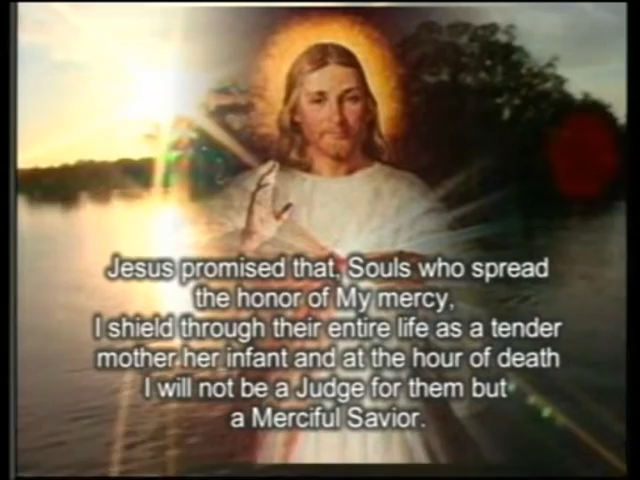 Jesus promised that, Souls who spread
the honor of My mercy,
I shield through their entire life as a tender
mother her infant and at the hour of death
I will not be a Judge for them but
a Merciful Savior.